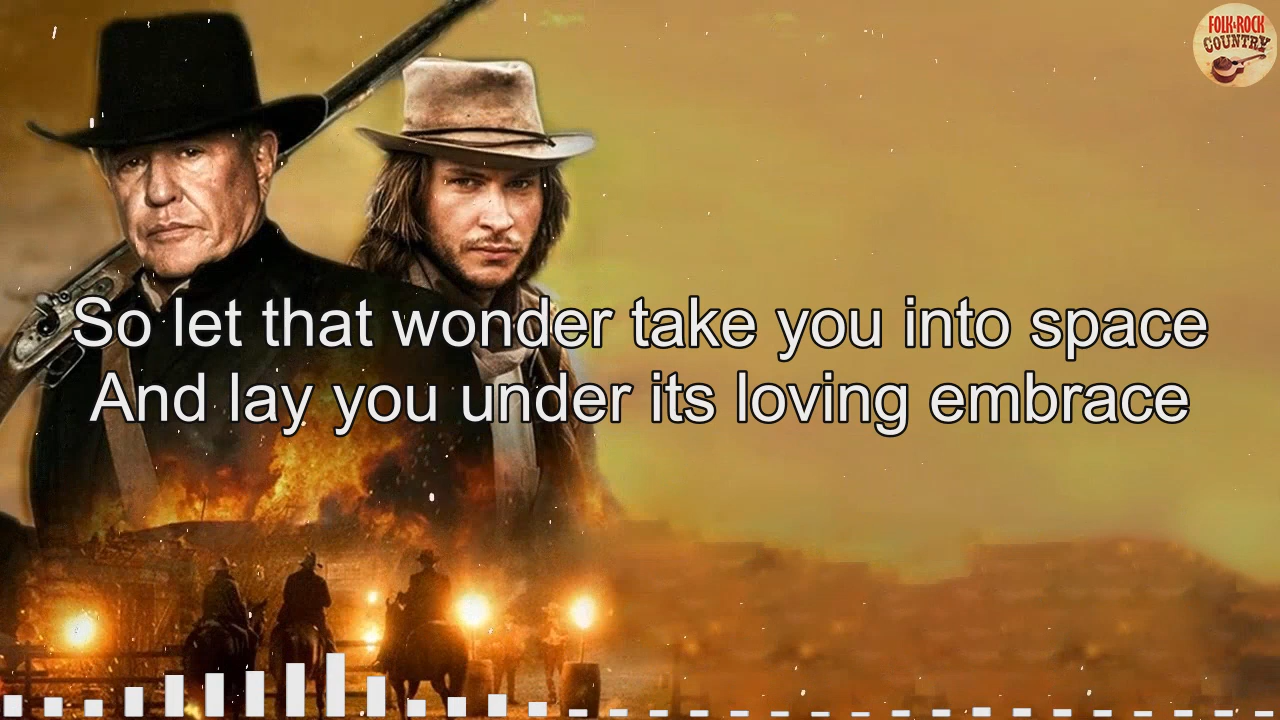 FOLK&ROCK
COUNTRY
So let that wonder take you into space
And lay you under its loving embrace